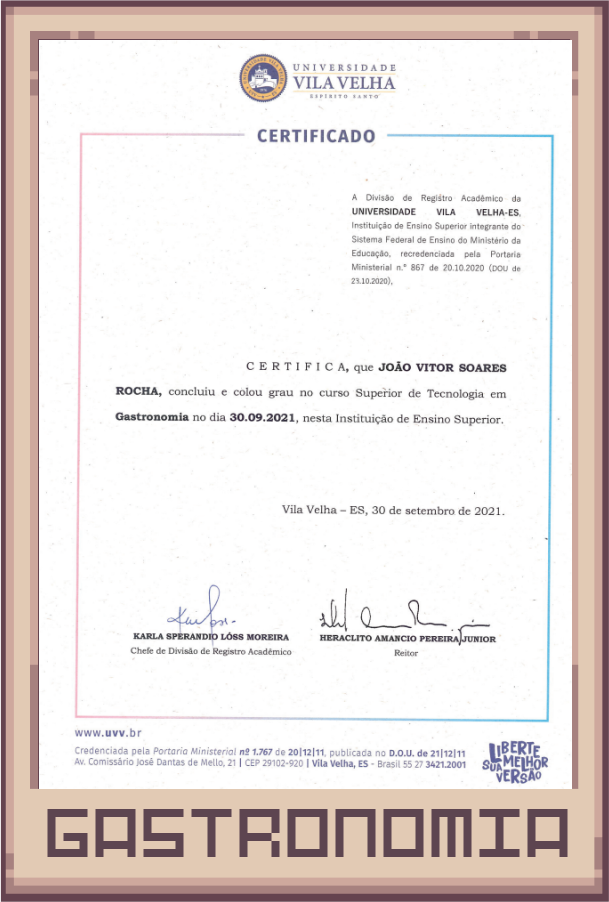 UNIVERSIDADE
VILA VELHA
ESPÍRITO SANTO
CERTIFICADO
A Divisão de Registro Acadêmico da
UNIVERSIDADE VILA VELHA-ES,
Instituição de Ensino Superior integrante do
Sistema Federal de Ensino do Ministério da
Educação, recredenciada pela Portaria
Ministerial n.º 867 de 20.10.2020 (DOU de
23.10.2020),
C E R T I F I C A, que JOÃO VITOR SOARES
ROCHA, concluiu e colou grau no curso Superior de Tecnologia em
Gastronomia no dia 30.09.2021, nesta Instituição de Ensino Superior.
Vila Velha – ES, 30 de setembro de 2021.
KARLA SPERANDIO LÓSS MOREIRA
Chefe de Divisão de Registro Acadêmico
HERACLITO AMANCIO PEREIRA JUNIOR
Reitor
www.uvv.br
Credenciada pela Portaria Ministerial nº 1.767 de 20|12|11, publicada no D.O.U. de 21|12|11
Av. Comissário José Dantas de Mello, 21 | CEP 29102-920 | Vila Velha, ES - Brasil 55 27 3421.2001
LIBERTE
SUA MELHOR
VERSÃO
GASTRONOMIA